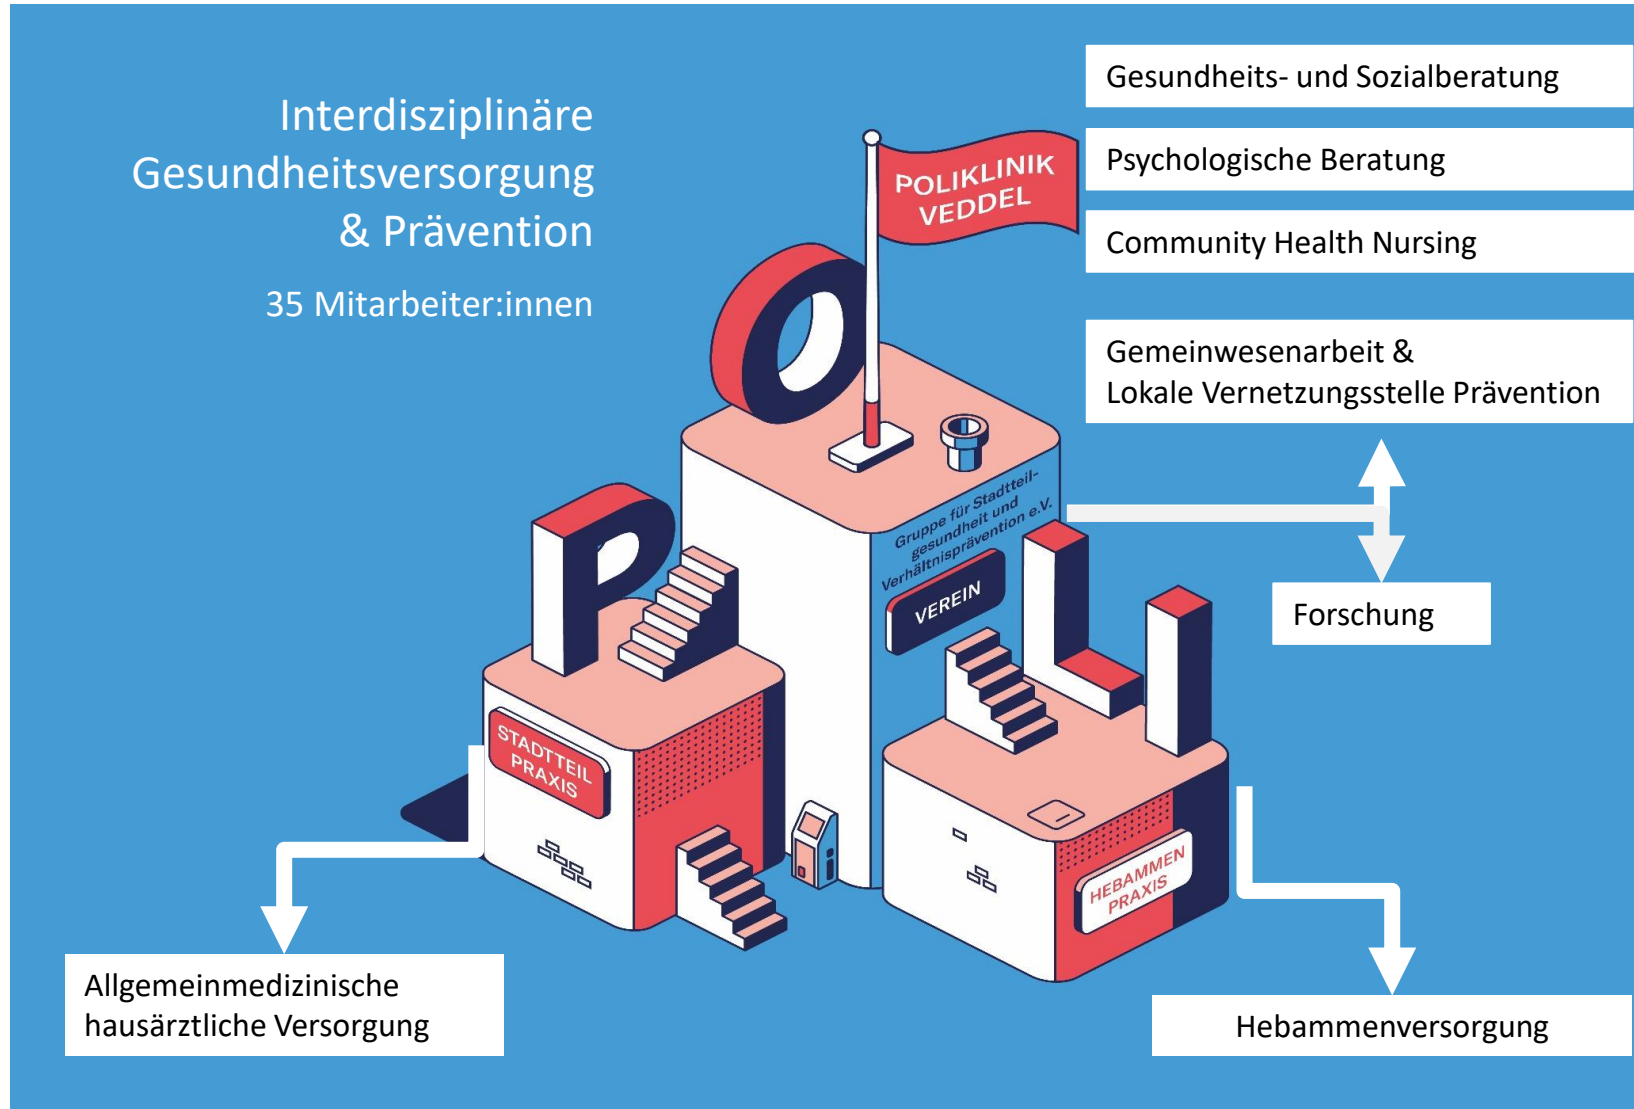 Interdisziplinäre
Gesundheitsversorgung
& Prävention
35 Mitarbeiter:innen
Gesundheits- und Sozialberatung
Psychologische Beratung
Community Health Nursing
Gemeinwesenarbeit &
Lokale Vernetzungsstelle Prävention
POLIKLINIK
VEDDEL
O
P
L
I
Gruppe für Stadtteil-
gesundheit und
Verhältnisprävention e.V.
VEREIN
Forschung
STADTTEIL
PRAXIS
HEBAMMEN
PRAXIS
Allgemeinmedizinische
hausärztliche Versorgung
Hebammenversorgung